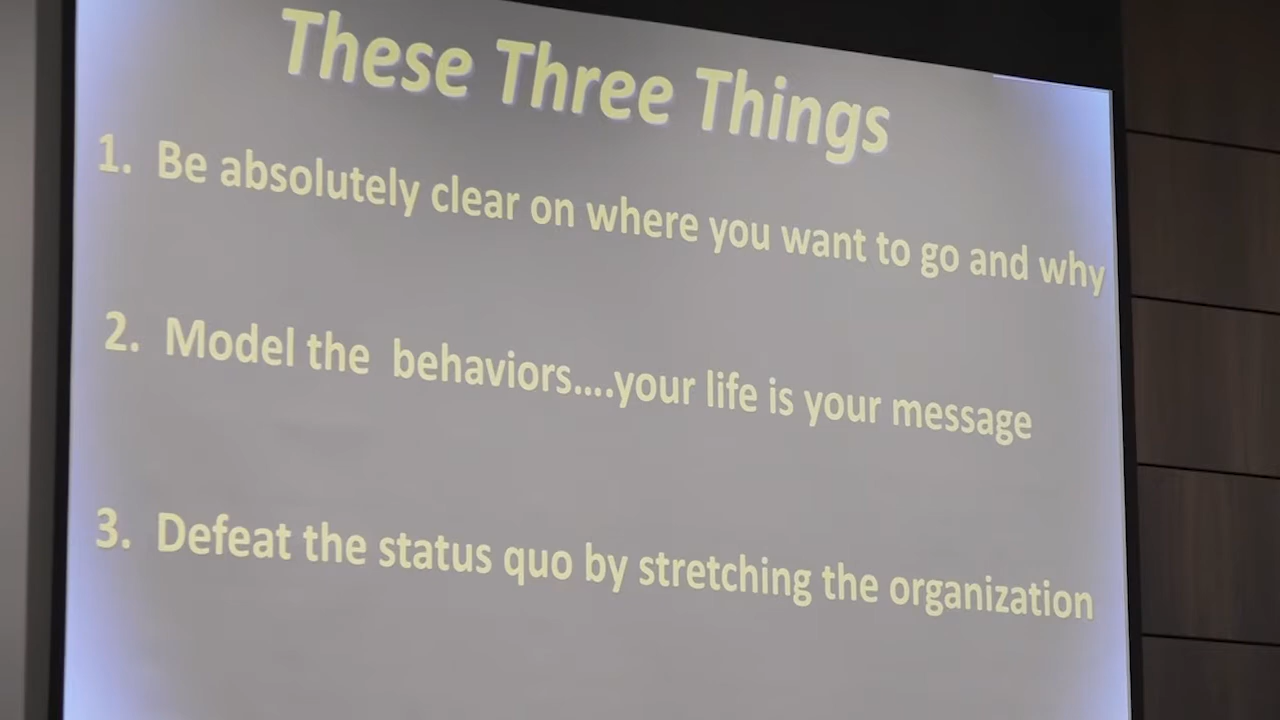 These Three Things
1. Be absolutely clear on where you want to go and why
2. Model the behaviors....your life is your message
3. Defeat the status quo by stretching the organization